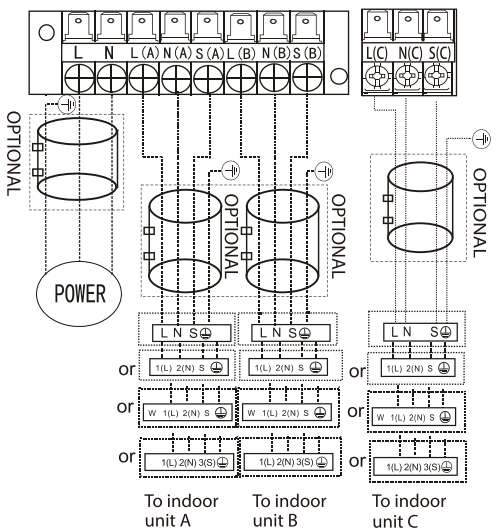 L N L(A) N(A) S(A) L(B) N(B) S(B)
L(C) N(C) S(C)
OPTIONAL
OPTIONAL
OPTIONAL
OPTIONAL
POWER
L N S
L N S
L N S
or 1(L) 2(N) S
1(L) 2(N) S
or 1(L) 2(N) S
or W 1(L) 2(N) S
W 1(L) 2(N) S
or W 1(L) 2(N) S
or 1(L) 2(N) 3(S)
1(L) 2(N) 3(S)
or 1(L) 2(N) 3(S)
To indoor
unit A
To indoor
unit B
To indoor
unit C